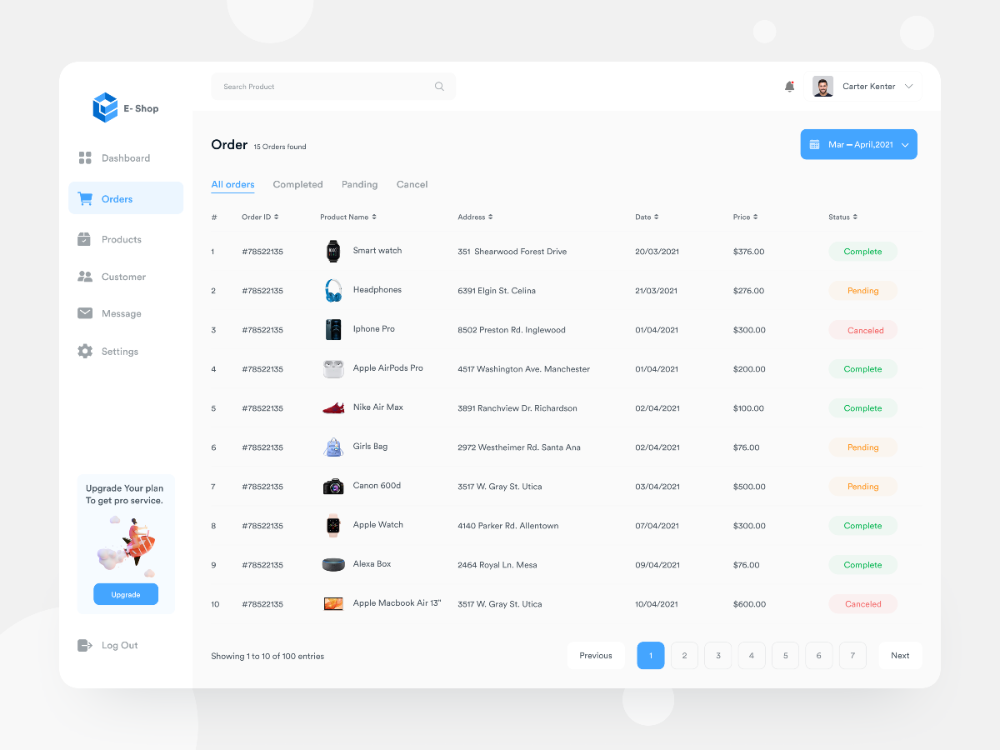 E- Shop
Search Product
Carter Kenter
Dashboard
Orders
Products
Customer
Message
Settings
Upgrade Your plan
To get pro service.
Upgrade
Log Out
Order 15 Orders found
Mar – April,2021
All orders Completed Panding Cancel
# Order ID Product Name Address Date Price Status
1 #78522135 Smart watch 351 Shearwood Forest Drive 20/03/2021 $376.00 Complete
2 #78522135 Headphones 6391 Elgin St. Celina 21/03/2021 $276.00 Pending
3 #78522135 Iphone Pro 8502 Preston Rd. Inglewood 01/04/2021 $300.00 Canceled
4 #78522135 Apple AirPods Pro 4517 Washington Ave. Manchester 01/04/2021 $200.00 Complete
5 #78522135 Nike Air Max 3891 Ranchview Dr. Richardson 02/04/2021 $100.00 Complete
6 #78522135 Girls Bag 2972 Westheimer Rd. Santa Ana 02/04/2021 $76.00 Pending
7 #78522135 Canon 600d 3517 W. Gray St. Utica 03/04/2021 $500.00 Pending
8 #78522135 Apple Watch 4140 Parker Rd. Allentown 07/04/2021 $300.00 Complete
9 #78522135 Alexa Box 2464 Royal Ln. Mesa 09/04/2021 $76.00 Complete
10 #78522135 Apple Macbook Air 13" 3517 W. Gray St. Utica 10/04/2021 $600.00 Canceled
Showing 1 to 10 of 100 entries
Previous 1 2 3 4 5 6 7 Next